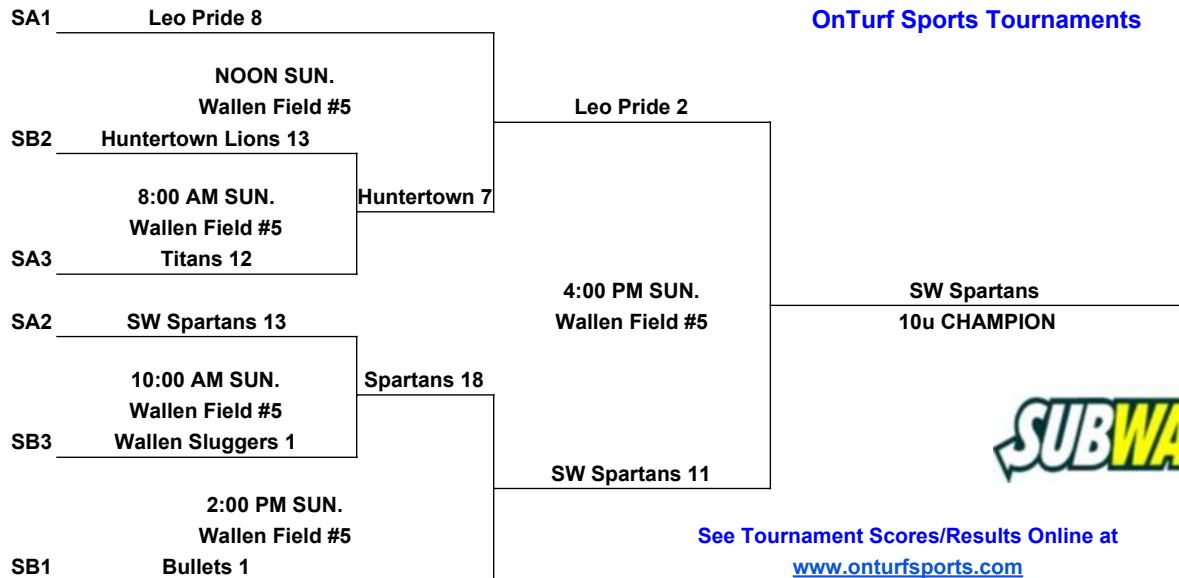 SA1 Leo Pride 8
OnTurf Sports Tournaments
NOON SUN.
Wallen Field #5
Leo Pride 2
SB2 Huntertown Lions 13
8:00 AM SUN.
Huntertown 7
Wallen Field #5
SA3 Titans 12
4:00 PM SUN.
SW Spartans
SA2 SW Spartans 13
Wallen Field #5
10u CHAMPION
10:00 AM SUN.
Spartans 18
Wallen Field #5
SB3 Wallen Sluggers 1
SUBWA
SW Spartans 11
2:00 PM SUN.
Wallen Field #5
See Tournament Scores/Results Online at
SB1 Bullets 1
www.onturfsports.com